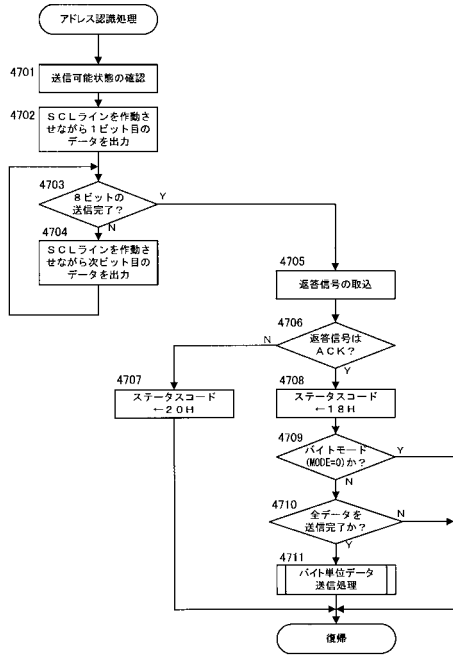 アドレス認識処理
4701
送信可能状態の確認
4702
SCLラインを作動さ
せながら1ビット目の
データを出力
4703
8ビットの
送信完了?
Y
N
4704
SCLラインを作動さ
せながら次ビット目の
データを出力
4705
返答信号の取込
4706
返答信号は
ACK?
N
Y
4707
ステータスコード
←20H
4708
ステータスコード
←18H
4709
バイトモード
(MODE=0)か?
Y
N
4710
全データを
送信完了か?
N
Y
4711
バイト単位データ
送信処理
復帰